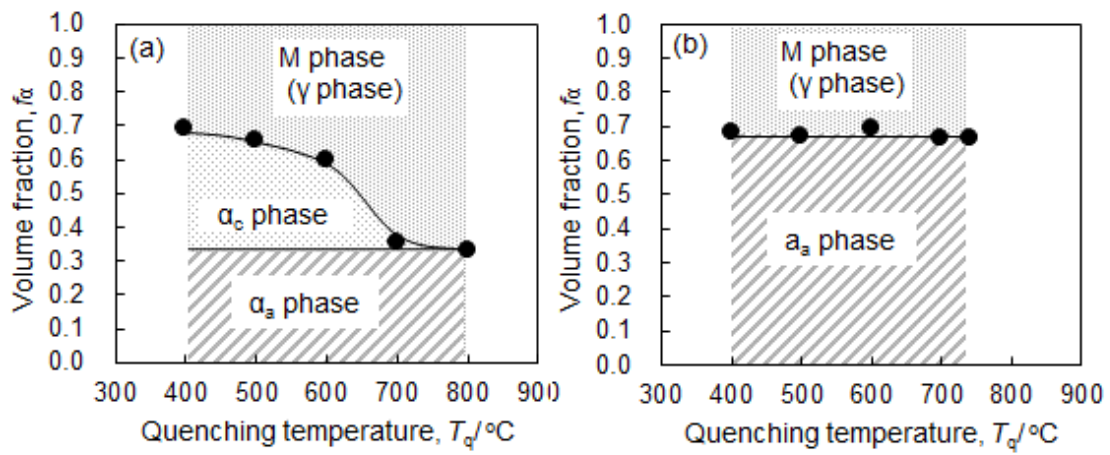 (a)
M phase
(γ phase)
αc phase
αa phase
Volume fraction, fα
1.0
0.9
0.8
0.7
0.6
0.5
0.4
0.3
0.2
0.1
0.0
300 400 500 600 700 800 900
Quenching temperature, Tq/ °C
(b)
M phase
(γ phase)
aa phase
Volume fraction, fα
1.0
0.9
0.8
0.7
0.6
0.5
0.4
0.3
0.2
0.1
0.0
300 400 500 600 700 800 900
Quenching temperature, Tq/ °C